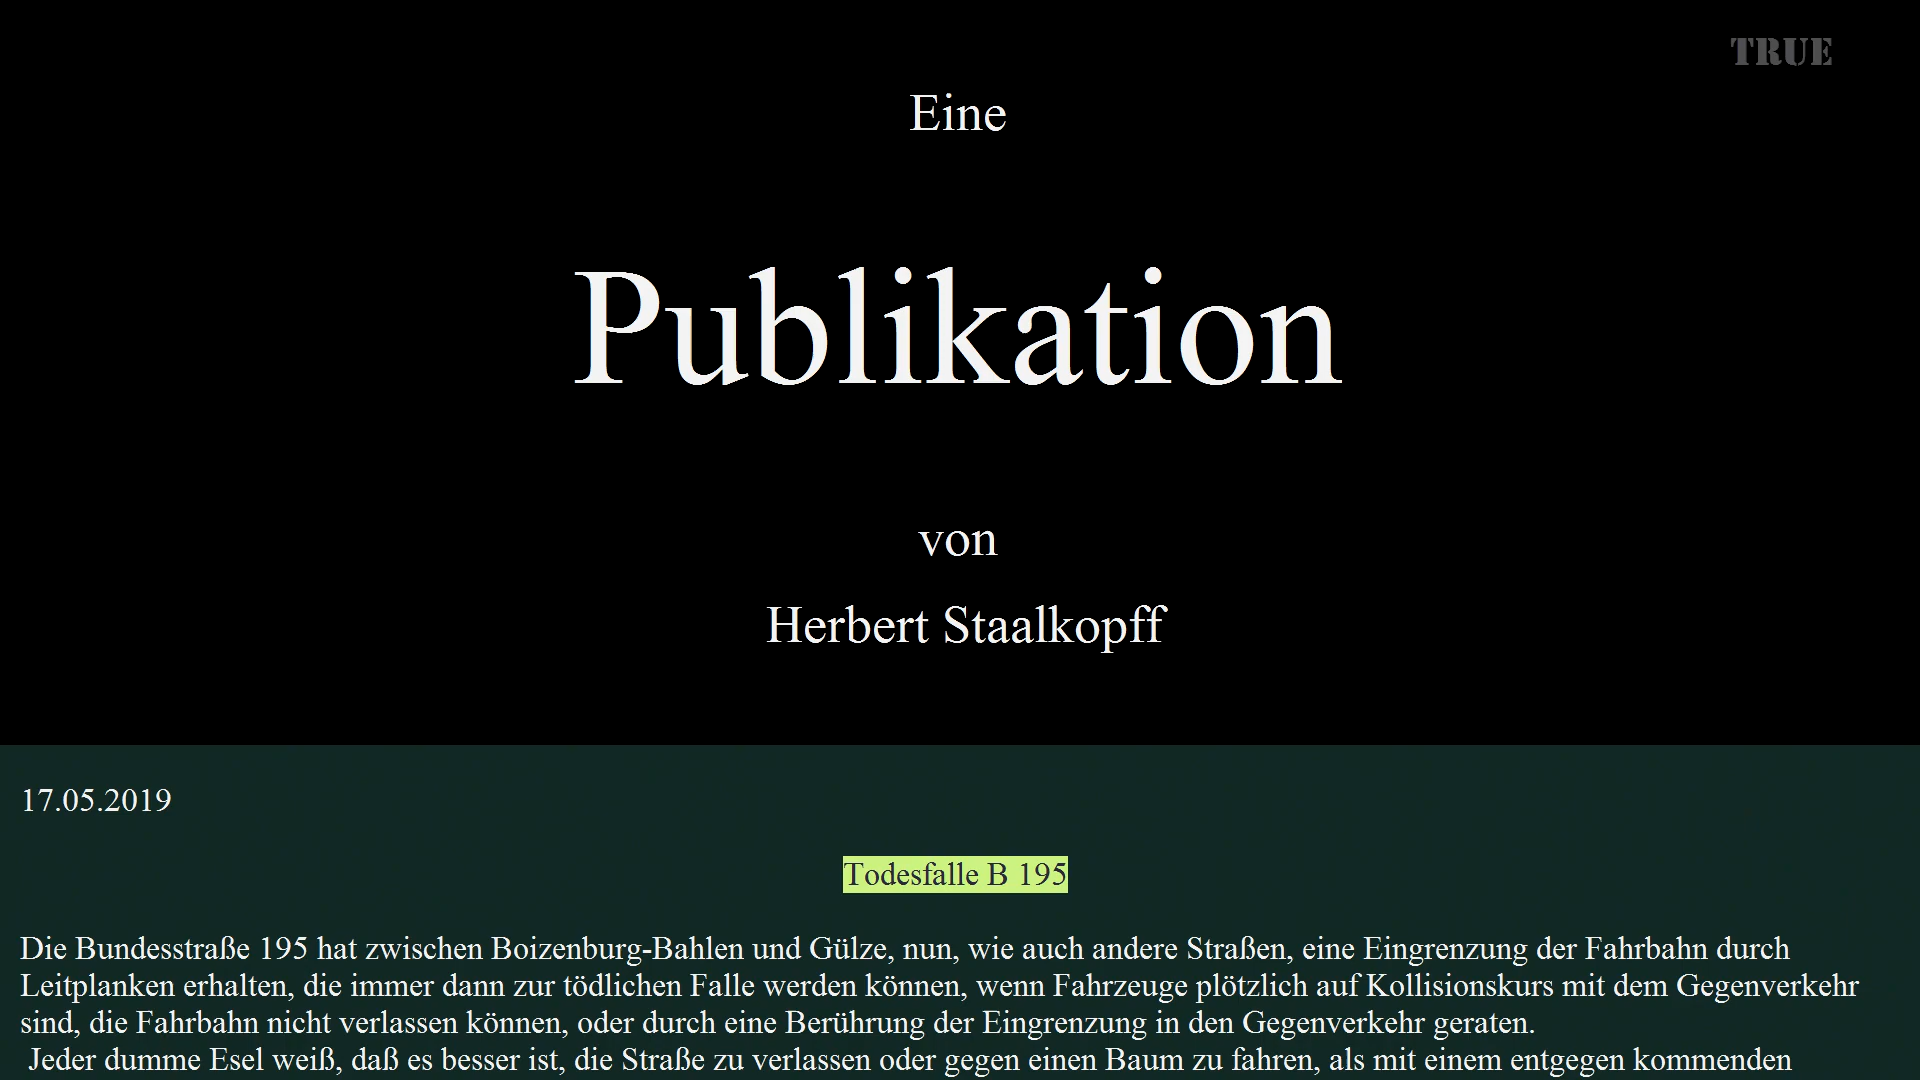 TRUE
Eine
Publikation
von
Herbert Staalkopff
17.05.2019
Todesfalle B 195
Die Bundesstraße 195 hat zwischen Boizenburg-Bahlen und Gülze, nun, wie auch andere Straßen, eine Eingrenzung der Fahrbahn durch
Leitplanken erhalten, die immer dann zur tödlichen Falle werden können, wenn Fahrzeuge plötzlich auf Kollisionskurs mit dem Gegenverkehr
sind, die Fahrbahn nicht verlassen können, oder durch eine Berührung der Eingrenzung in den Gegenverkehr geraten.
Jeder dumme Esel weiß, daß es besser ist, die Straße zu verlassen oder gegen einen Baum zu fahren, als mit einem entgegen kommenden